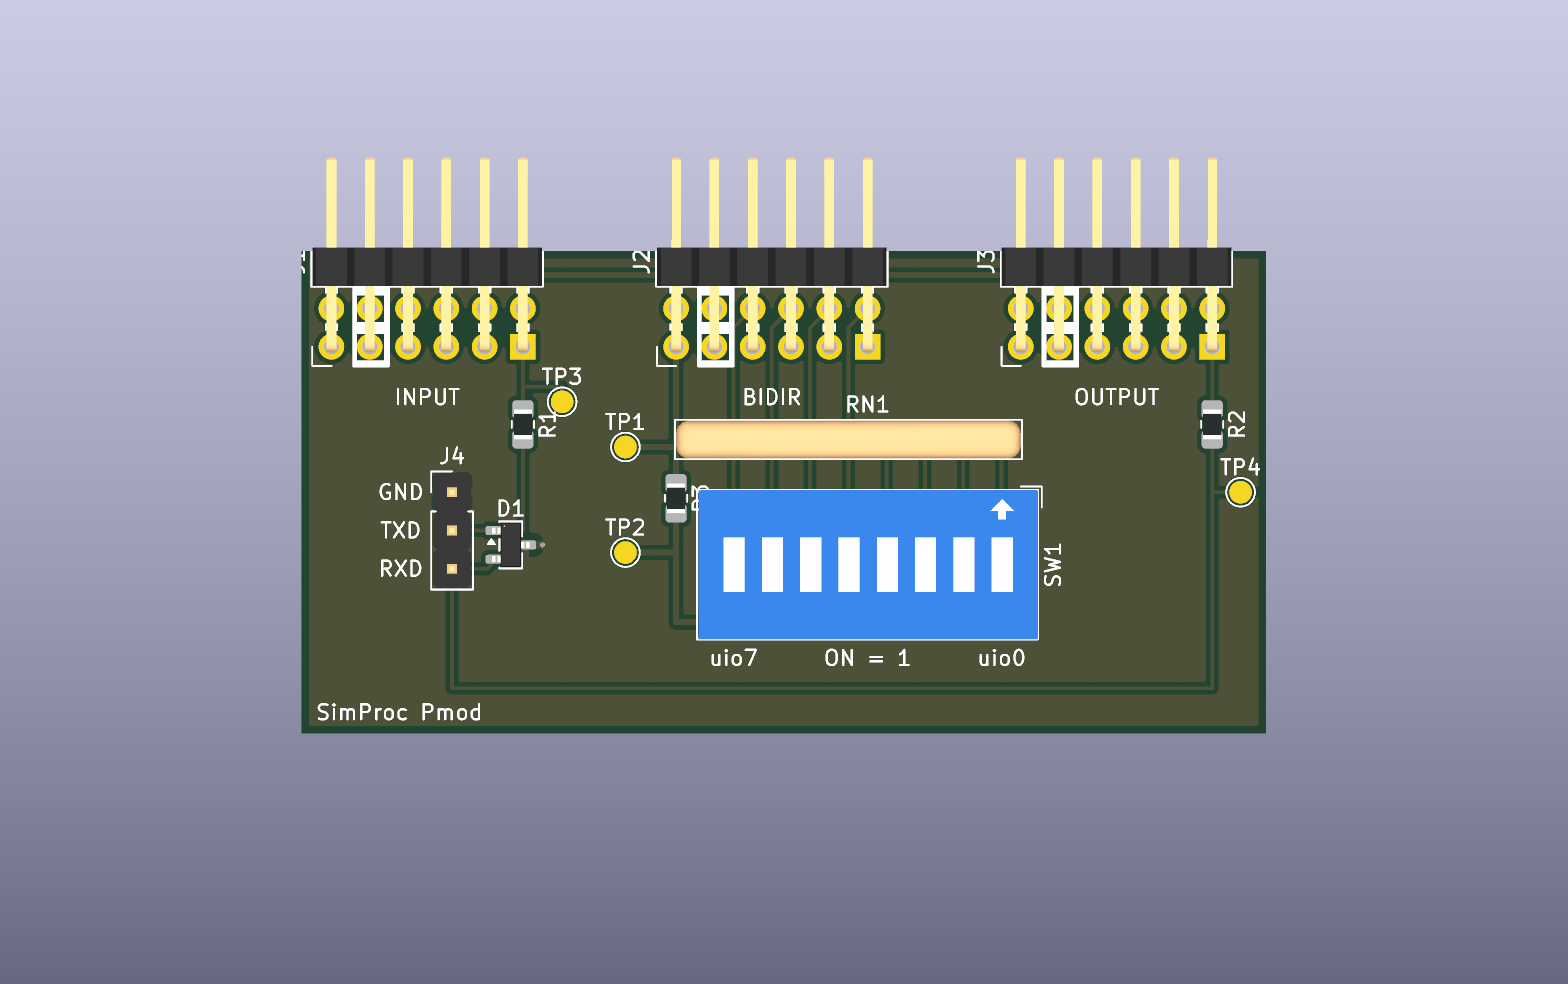 J2
J3
INPUT
TP3
BIDIR
RN1
OUTPUT
R1
TP1
R2
J4
TP4
GND
TXD
D1
TP2
RXD
SW1
uio7 ON = 1 uio0
SimProc Pmod